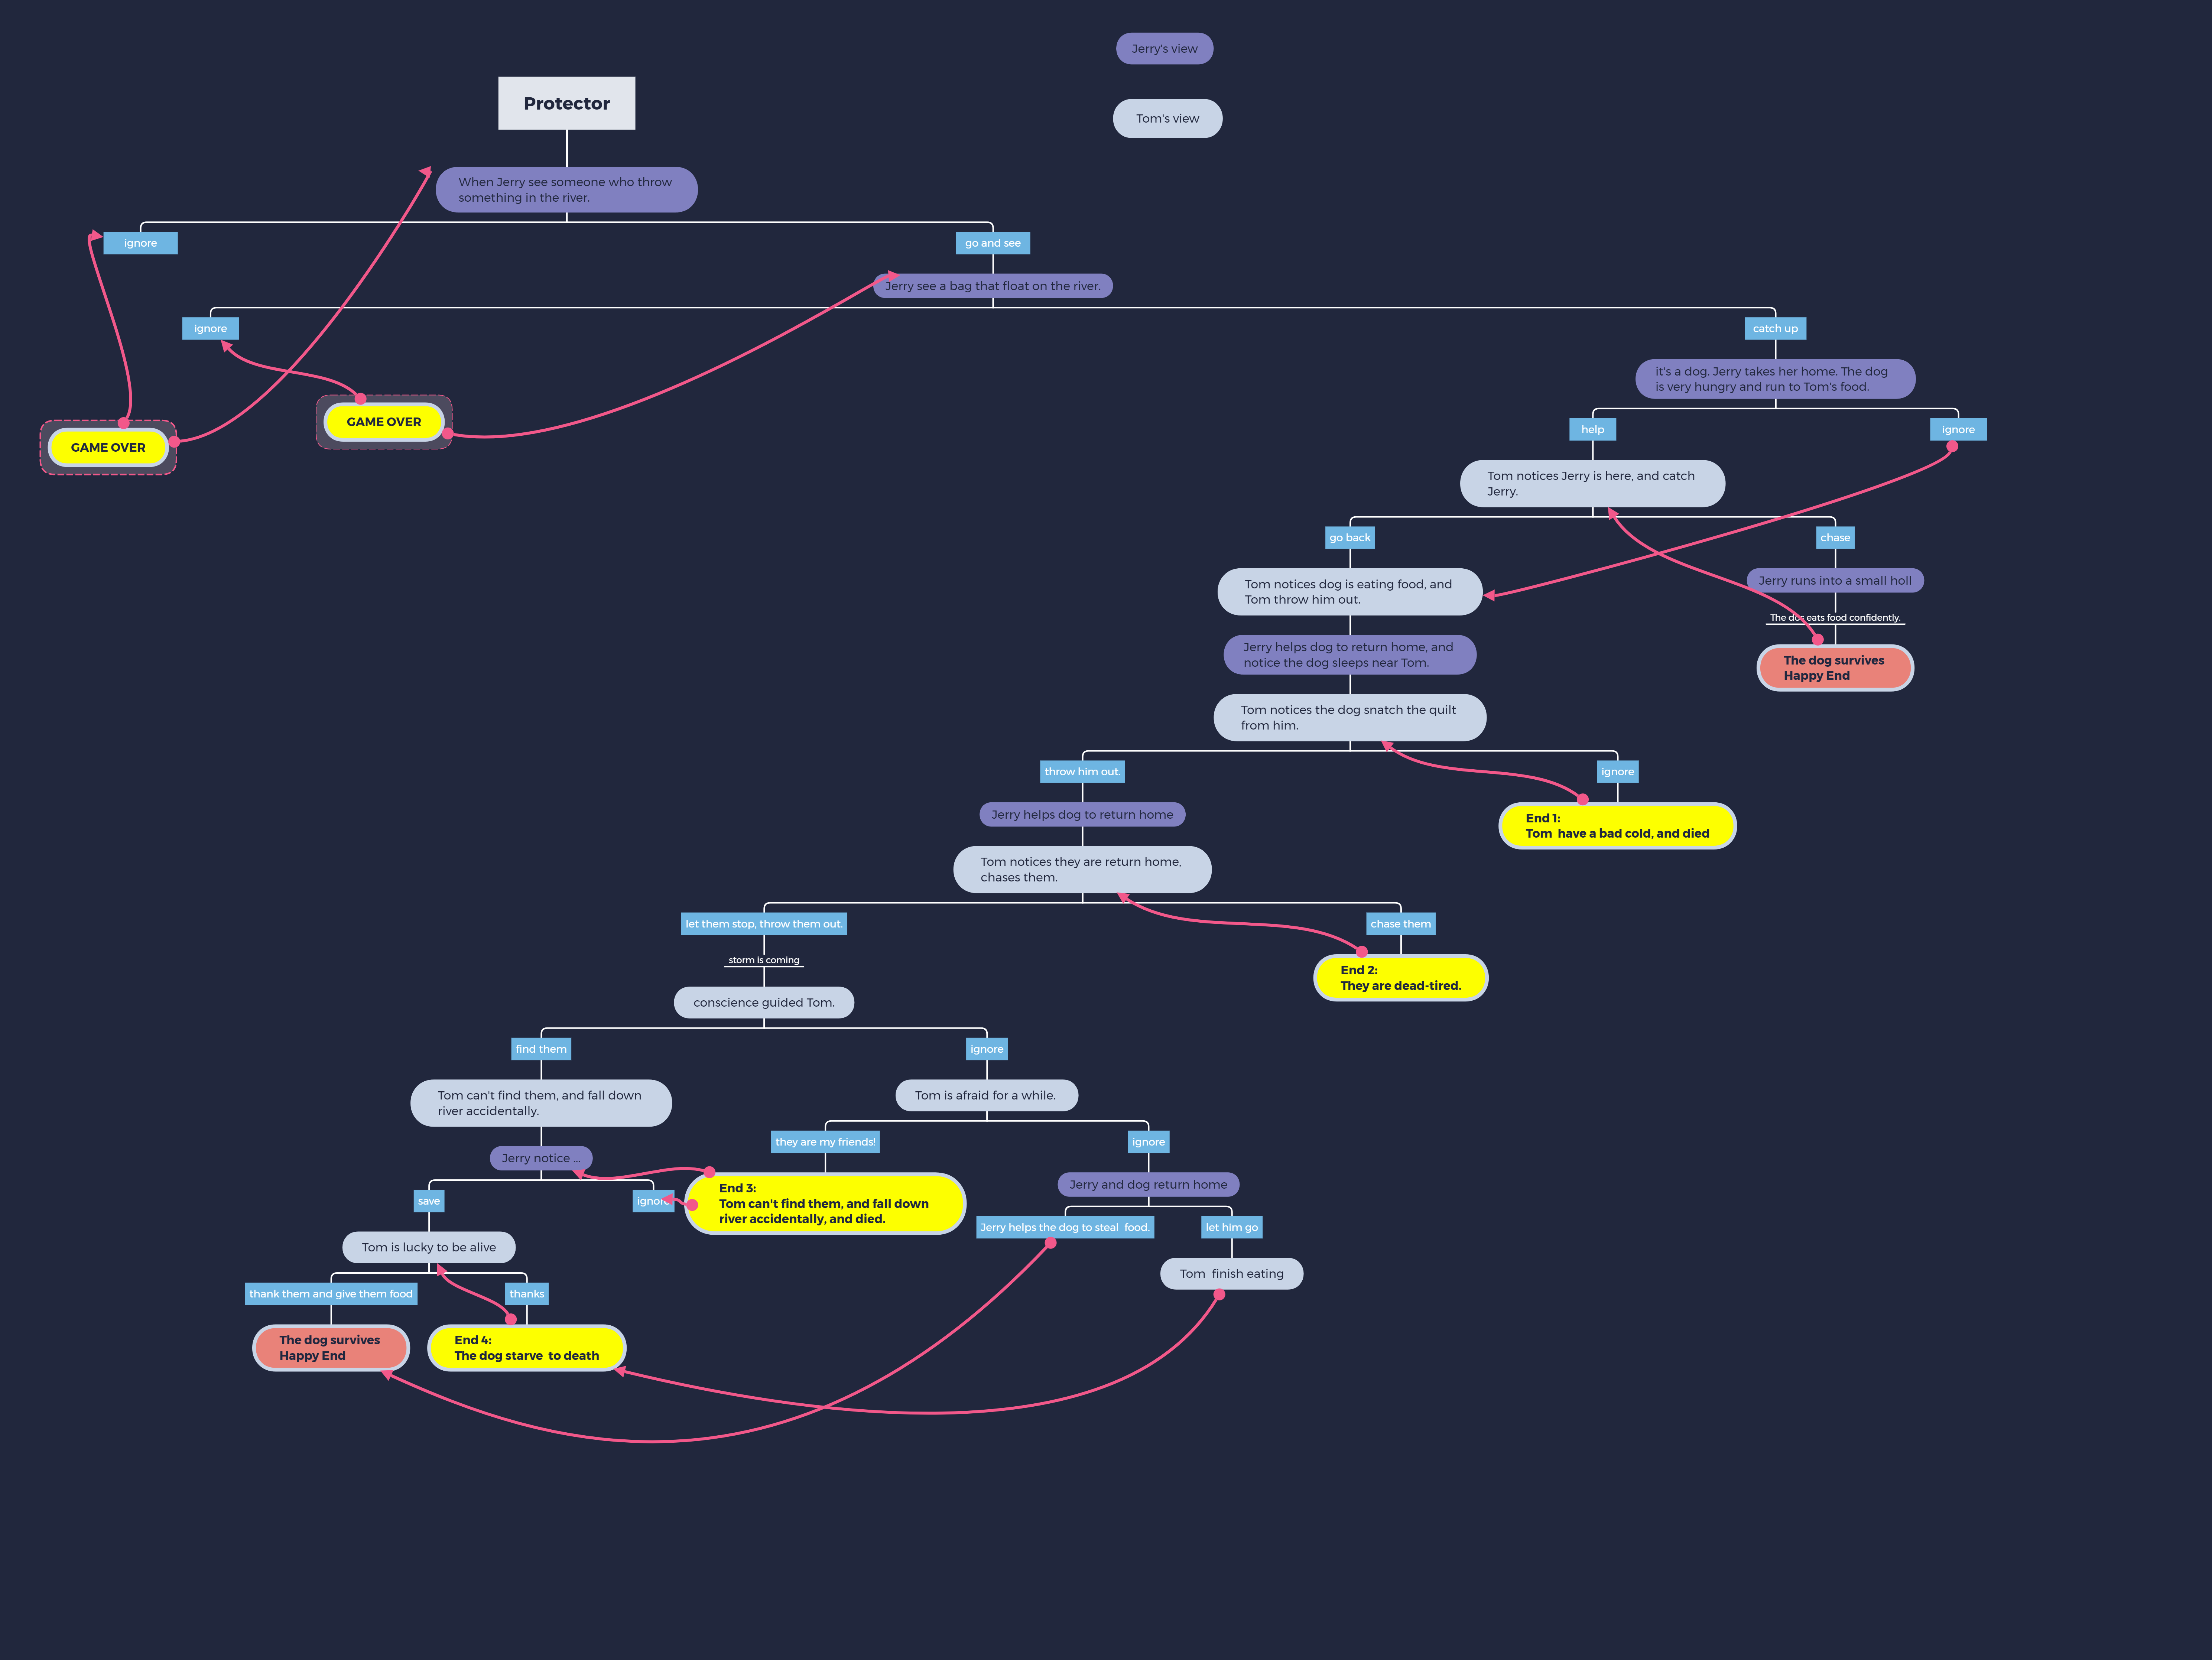 Jerry's view
Tom's view
Protector
When Jerry see someone who throw
something in the river.
ignore
go and see
Jerry see a bag that float on the river.
ignore
catch up
it's a dog. Jerry takes her home. The dog
is very hungry and run to Tom's food.
GAME OVER
GAME OVER
help
ignore
Tom notices Jerry is here, and catch
Jerry.
go back
chase
Tom notices dog is eating food, and
Tom throw him out.
Jerry runs into a small holl
The dog eats food confidently.
Jerry helps dog to return home, and
notice the dog sleeps near Tom.
The dog survives
Happy End
Tom notices the dog snatch the quilt
from him.
throw him out.
ignore
Jerry helps dog to return home
End 1:
Tom  have a bad cold, and died
Tom notices they are return home,
chases them.
let them stop, throw them out.
chase them
storm is coming
End 2:
They are dead-tired.
conscience guided Tom.
find them
ignore
Tom can't find them, and fall down
river accidentally.
Tom is afraid for a while.
they are my friends!
ignore
Jerry notice ...
Jerry and dog return home
save
ignore
End 3:
Tom can't find them, and fall down
river accidentally, and died.
Jerry helps the dog to steal  food.
let him go
Tom is lucky to be alive
Tom  finish eating
thank them and give them food
thanks
The dog survives
Happy End
End 4:
The dog starve  to death